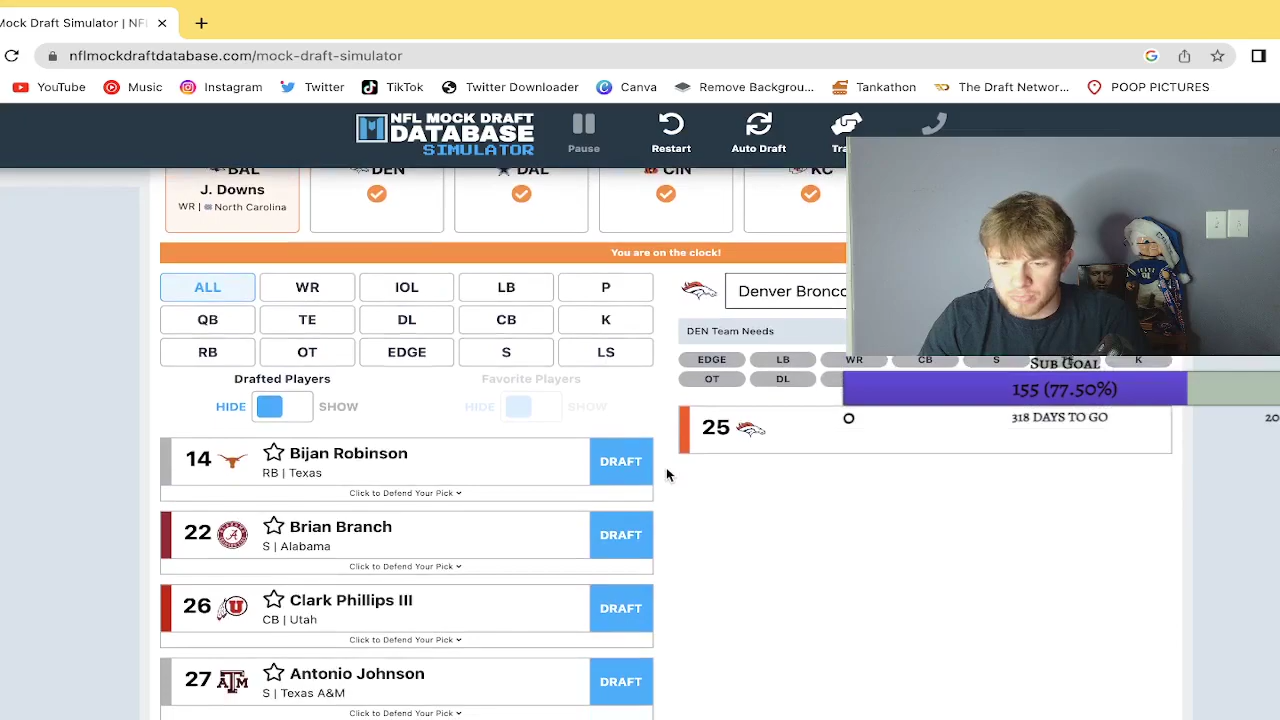 Mock Draft Simulator | NF
nflmockdraftdatabase.com/mock-draft-simulator
YouTube Music Instagram Twitter TikTok Twitter Downloader Canva Remove Backgrou... Tankathon The Draft Networ... POOP PICTURES
NFL MOCK DRAFT
DATABASE
SIMULATOR
Pause Restart Auto Draft Tra
BAL DEN DAL CIN KC
J. Downs
WR | North Carolina
You are on the clock!
ALL WR IOL LB P
QB TE DL CB K
RB OT EDGE S LS
Drafted Players Favorite Players
HIDE SHOW HIDE SHOW
Denver Bronco
DEN Team Needs
EDGE LB WR CB S TE K
OT DL
SUB GOAL
155 (77.50%)
0 318 DAYS TO GO 20
25
14 Bijan Robinson
RB | Texas
DRAFT
Click to Defend Your Pick
22 Brian Branch
S | Alabama
DRAFT
Click to Defend Your Pick
26 Clark Phillips III
CB | Utah
DRAFT
Click to Defend Your Pick
27 Antonio Johnson
S | Texas A&M
DRAFT
Click to Defend Your Pick